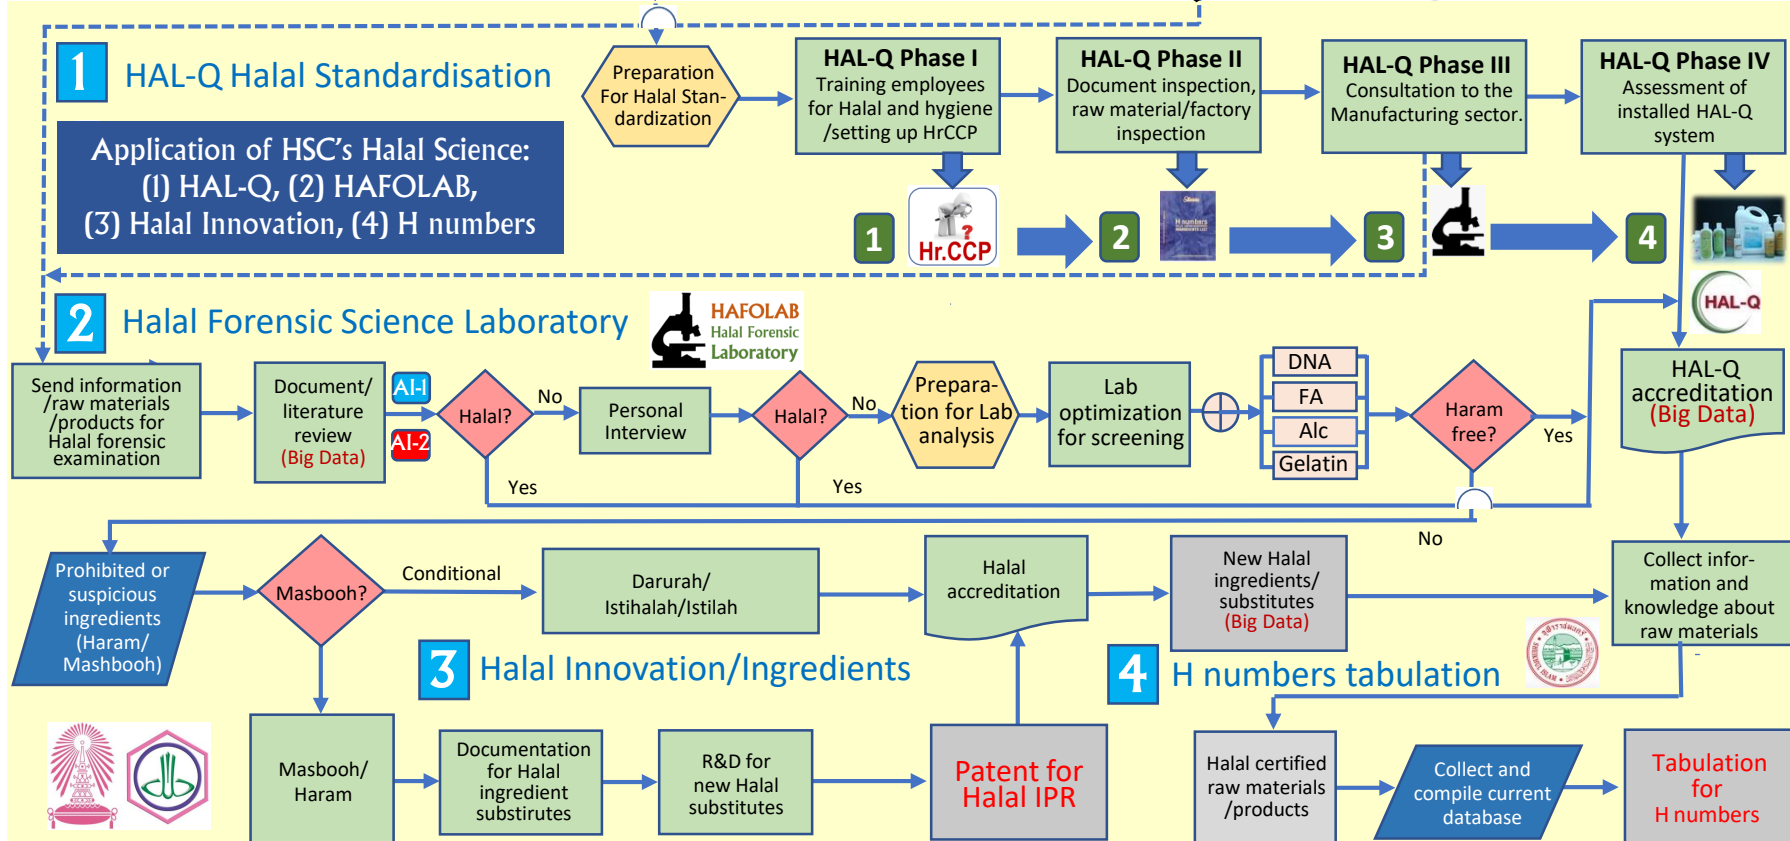 1
HAL-Q Halal Standardisation
Application of HSC’s Halal Science:
(1) HAL-Q, (2) HAFOLAB,
(3) Halal Innovation, (4) H numbers
Preparation
For Halal Stan-
dardization
HAL-Q Phase I
Training employees
for Halal and hygiene
/setting up HrCCP
HAL-Q Phase II
Document inspection,
raw material/factory
inspection
HAL-Q Phase III
Consultation to the
Manufacturing sector.
HAL-Q Phase IV
Assessment of
installed HAL-Q
system
1
?
Hr.CCP
2
H numbers
3
4
HAL-Q
2
Halal Forensic Science Laboratory
HAFOLAB
Halal Forensic
Laboratory
Send information
/raw materials
/products for
Halal forensic
examination
Document/
literature
review
(Big Data)
AI-1
AI-2
Halal?
No
Yes
Personal
Interview
Halal?
No
Yes
Prepara-
tion for Lab
analysis
Lab
optimization
for screening
DNA
FA
Alc
Gelatin
Haram
free?
Yes
No
HAL-Q
accreditation
(Big Data)
Prohibited or
suspicious
ingredients
(Haram/
Mashbooh)
Masbooh?
Conditional
Darurah/
Istihalah/Istilah
Halal
accreditation
New Halal
ingredients/
substitutes
(Big Data)
Collect infor-
mation and
knowledge about
raw materials
3
Halal Innovation/Ingredients
4
H numbers tabulation
Masbooh/
Haram
Documentation
for Halal
ingredient
substirutes
R&D for
new Halal
substitutes
Patent for
Halal IPR
Halal certified
raw materials
/products
Collect and
compile current
database
Tabulation
for
H numbers